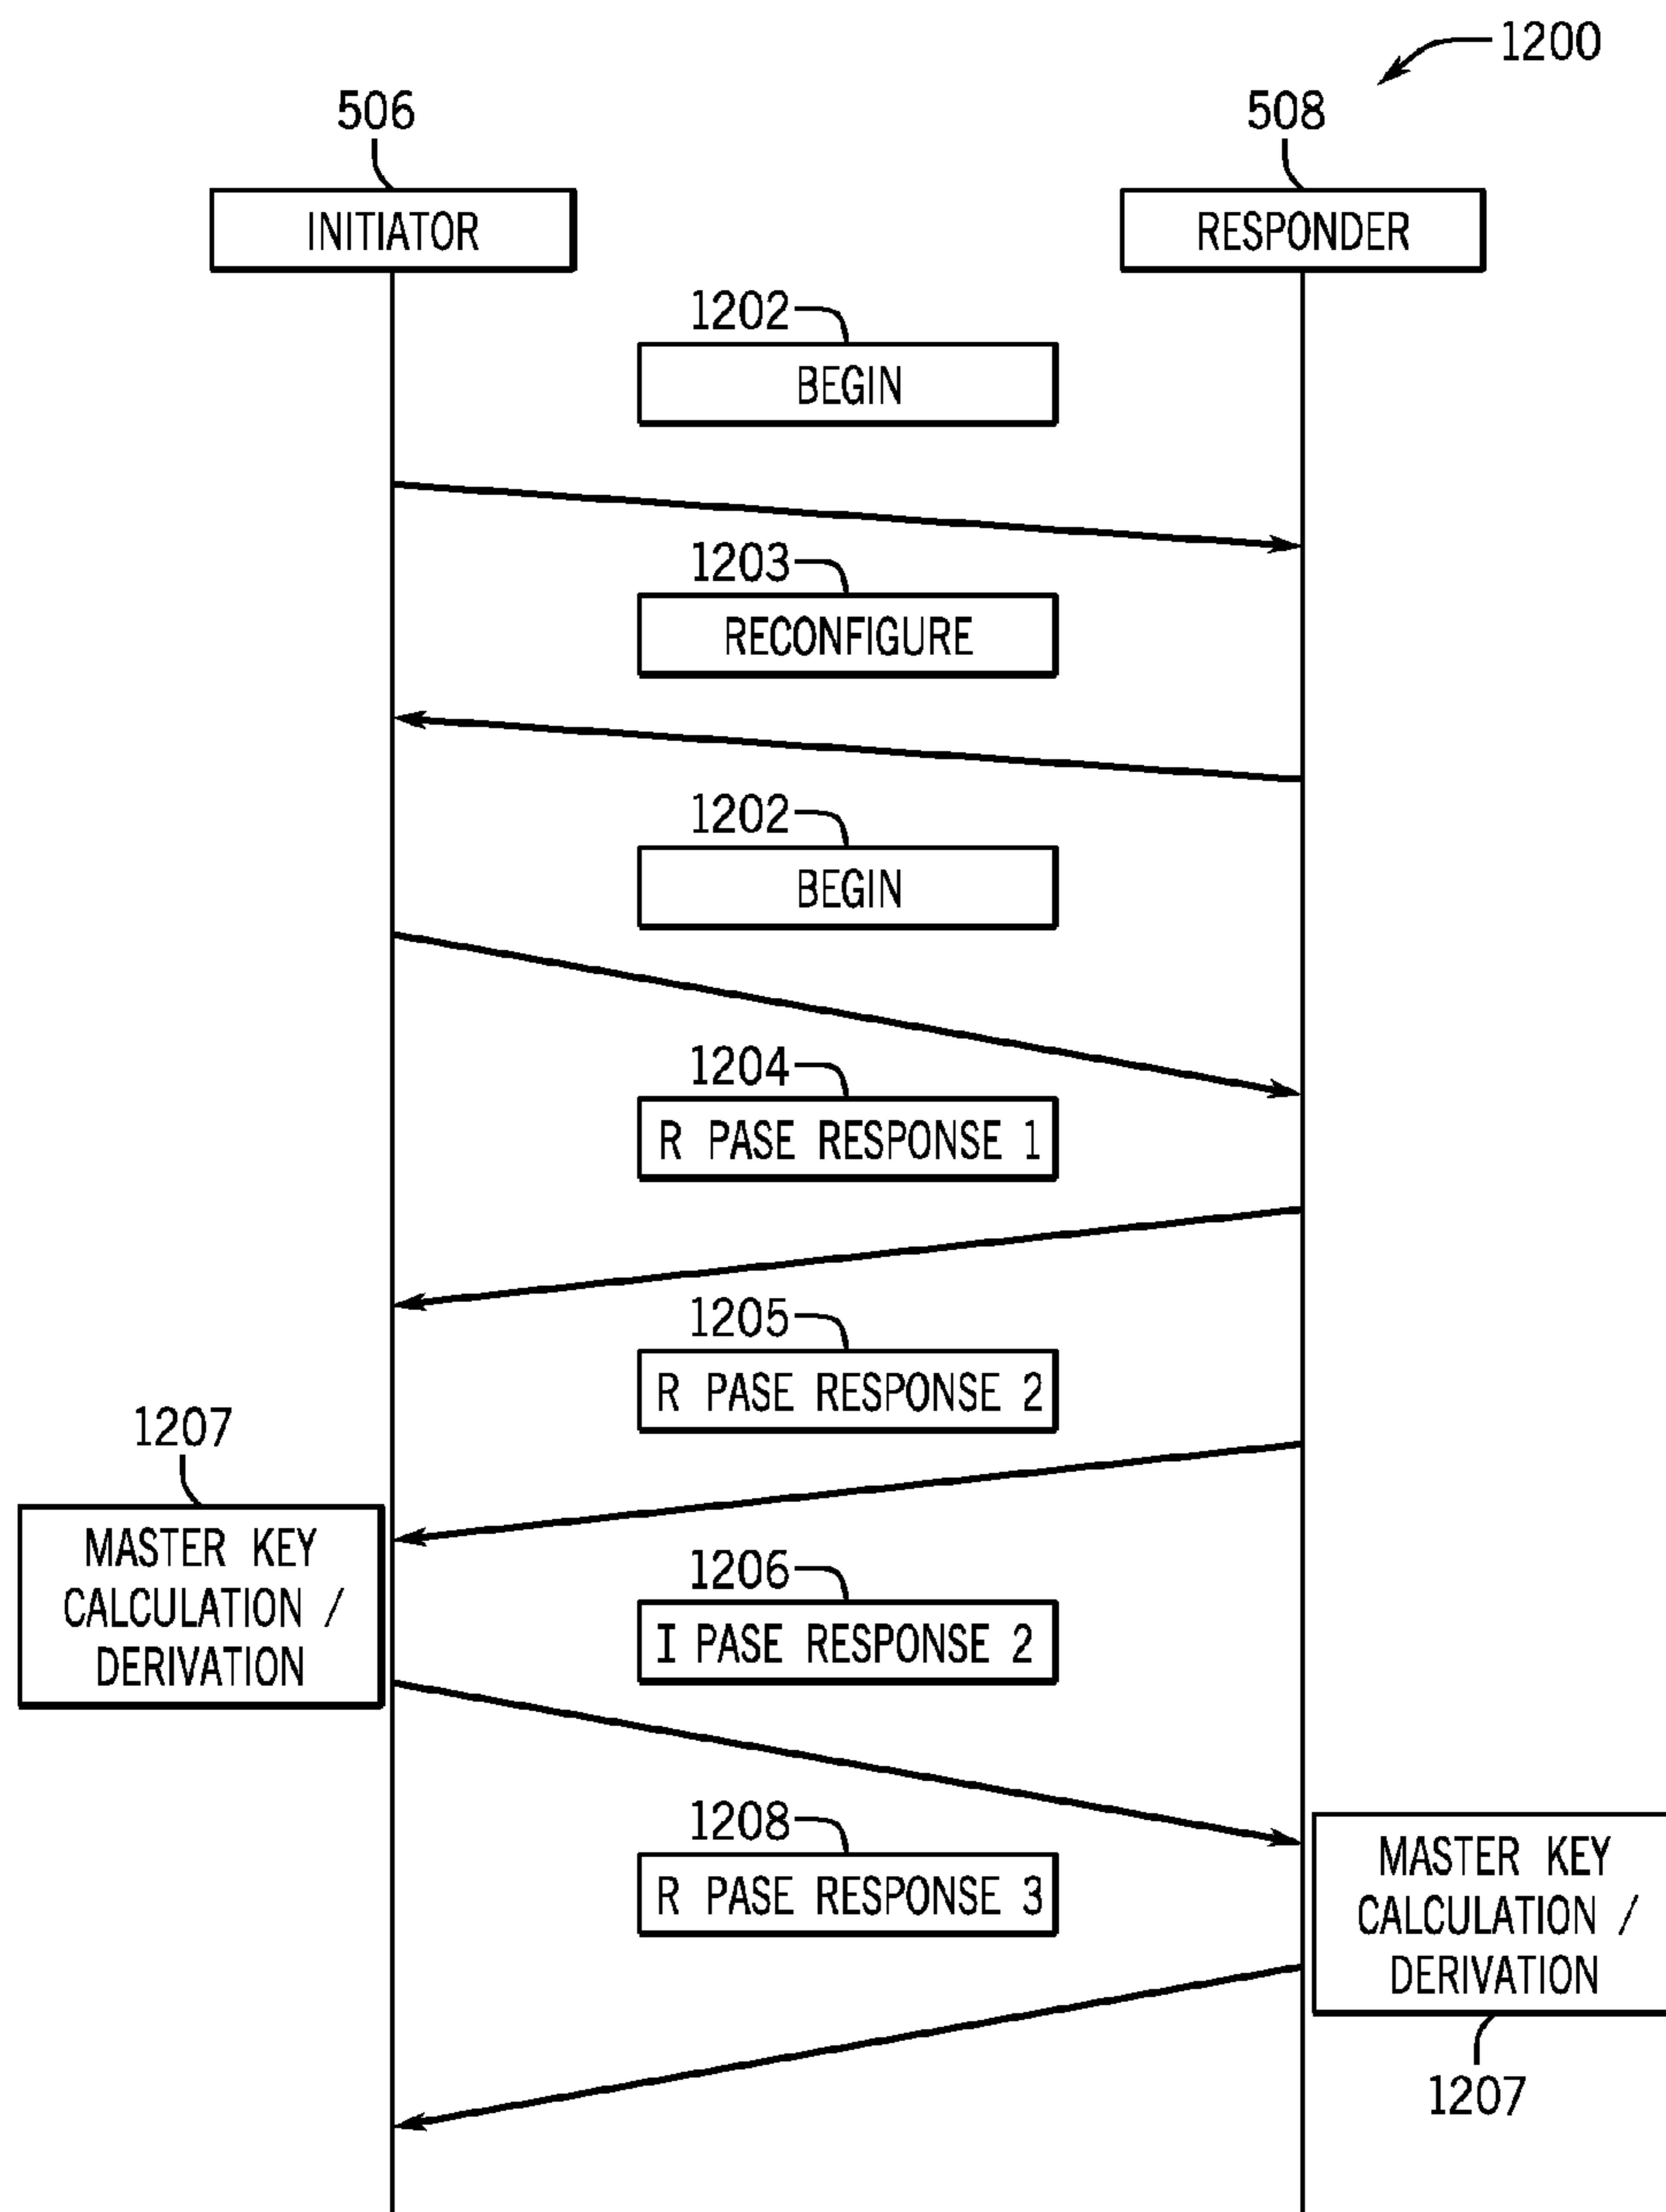 1200
506
508
INITIATOR
RESPONDER
1202
BEGIN
1203
RECONFIGURE
1202
BEGIN
1204
R PASE RESPONSE 1
1205
R PASE RESPONSE 2
1207
MASTER KEY
CALCULATION /
DERIVATION
1206
I PASE RESPONSE 2
1208
R PASE RESPONSE 3
MASTER KEY
CALCULATION /
DERIVATION
1207